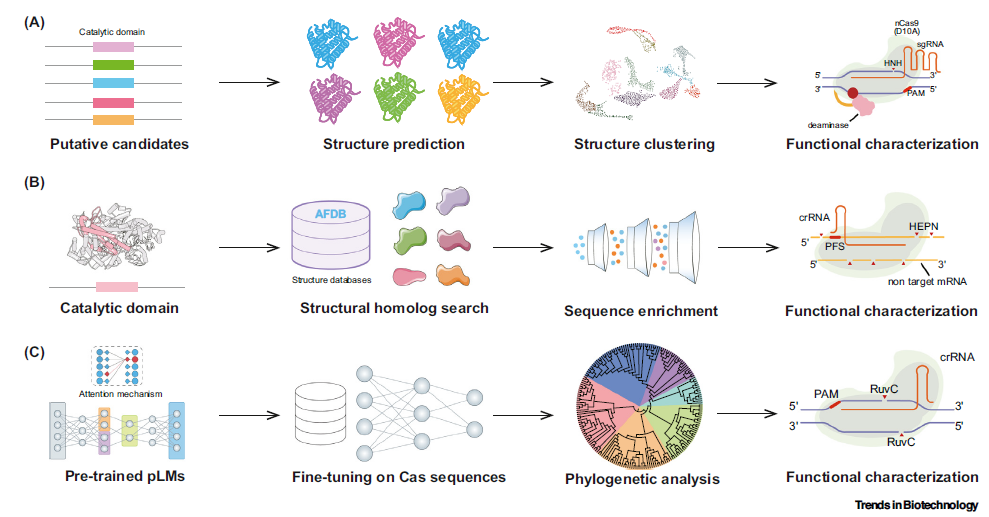 (A)
Catalytic domain
Putative candidates
Structure prediction
Structure clustering
nCas9
(D10A)
sgRNA
HNH
5'
3'
3'
5'
PAM
deaminase
Functional characterization
(B)
Catalytic domain
AFDB
Structure databases
Structural homolog search
Sequence enrichment
crRNA
HEPN
5'
PFS
5'
3'
non target mRNA
Functional characterization
(C)
Attention mechanism
Pre-trained pLMs
Fine-tuning on Cas sequences
Phylogenetic analysis
crRNA
PAM
RuvC
5'
3'
3'
5'
RuvC
Functional characterization
Trends in Biotechnology